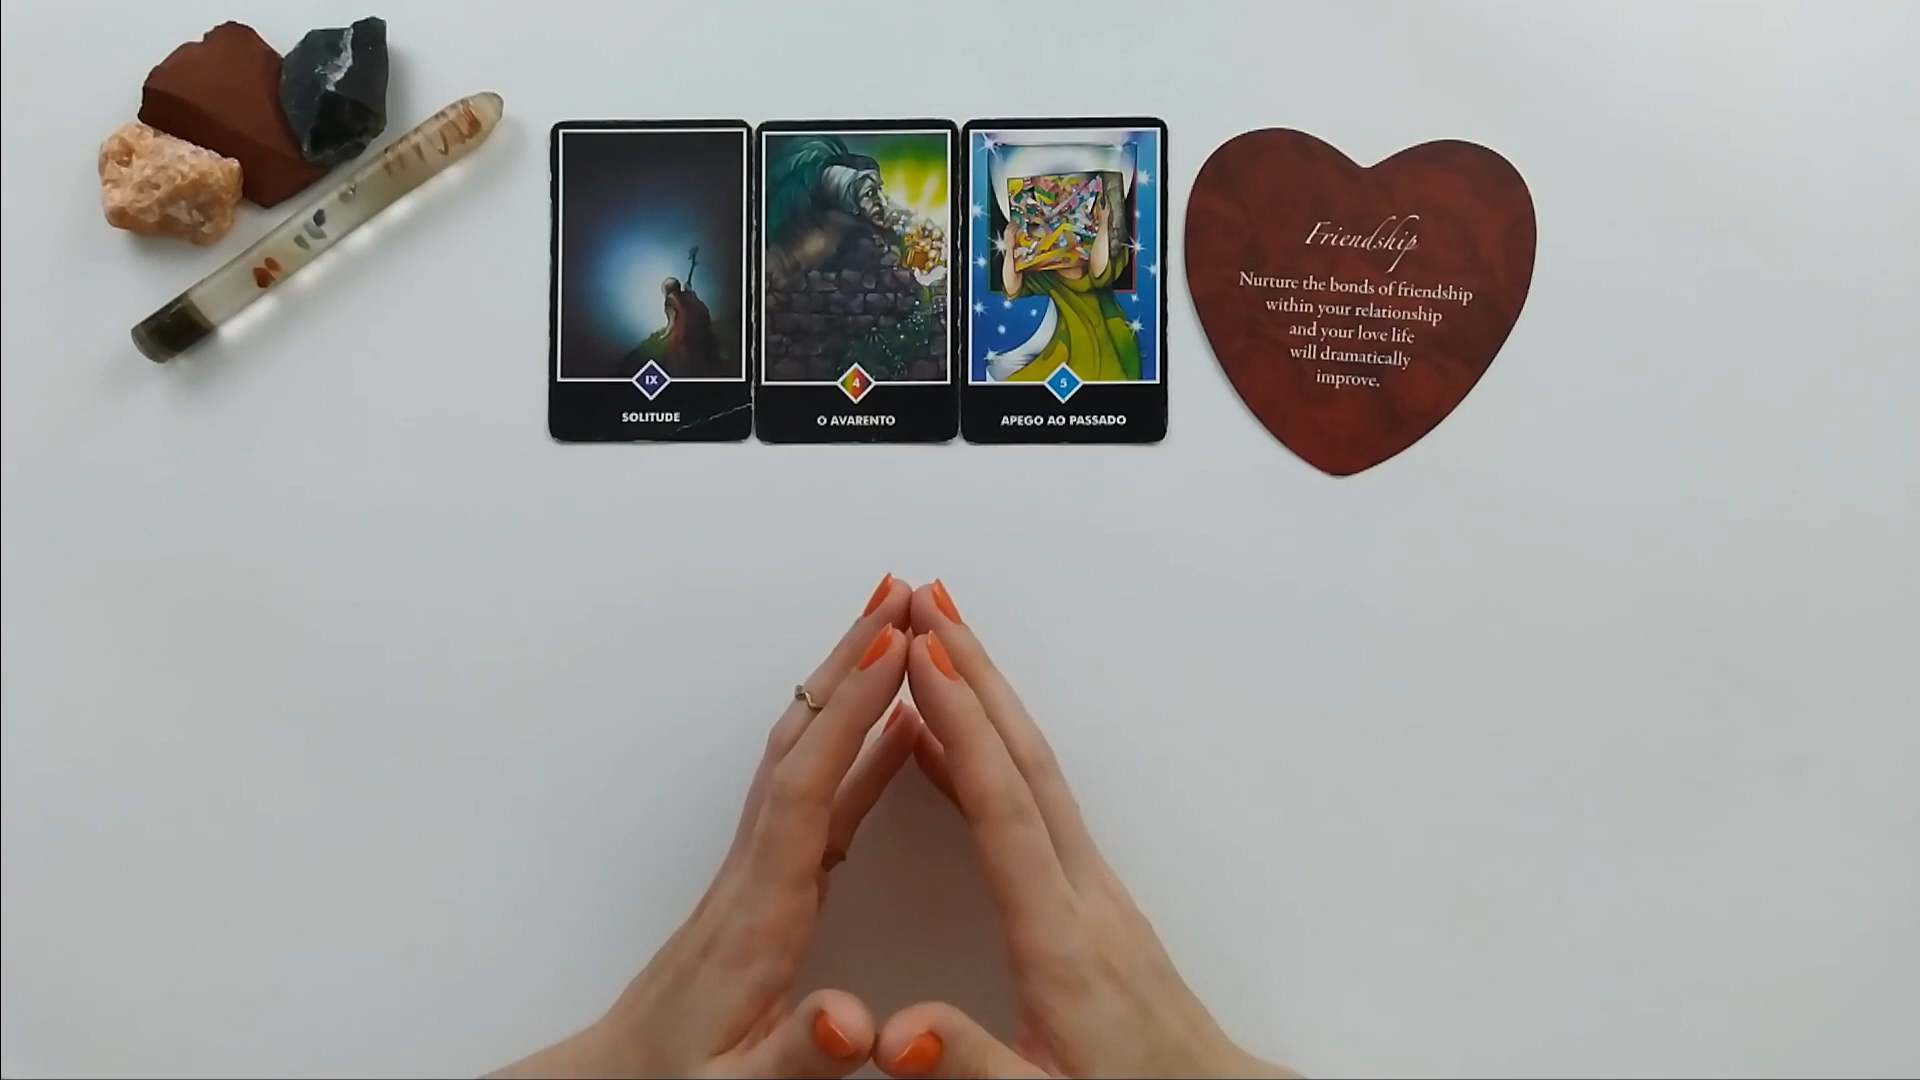 IX
SOLITUDE
4
O AVARENTO
5
APEGO AO PASSADO
Friendship
Nurture the bonds of friendship
within your relationship
and your love life
will dramatically
improve.